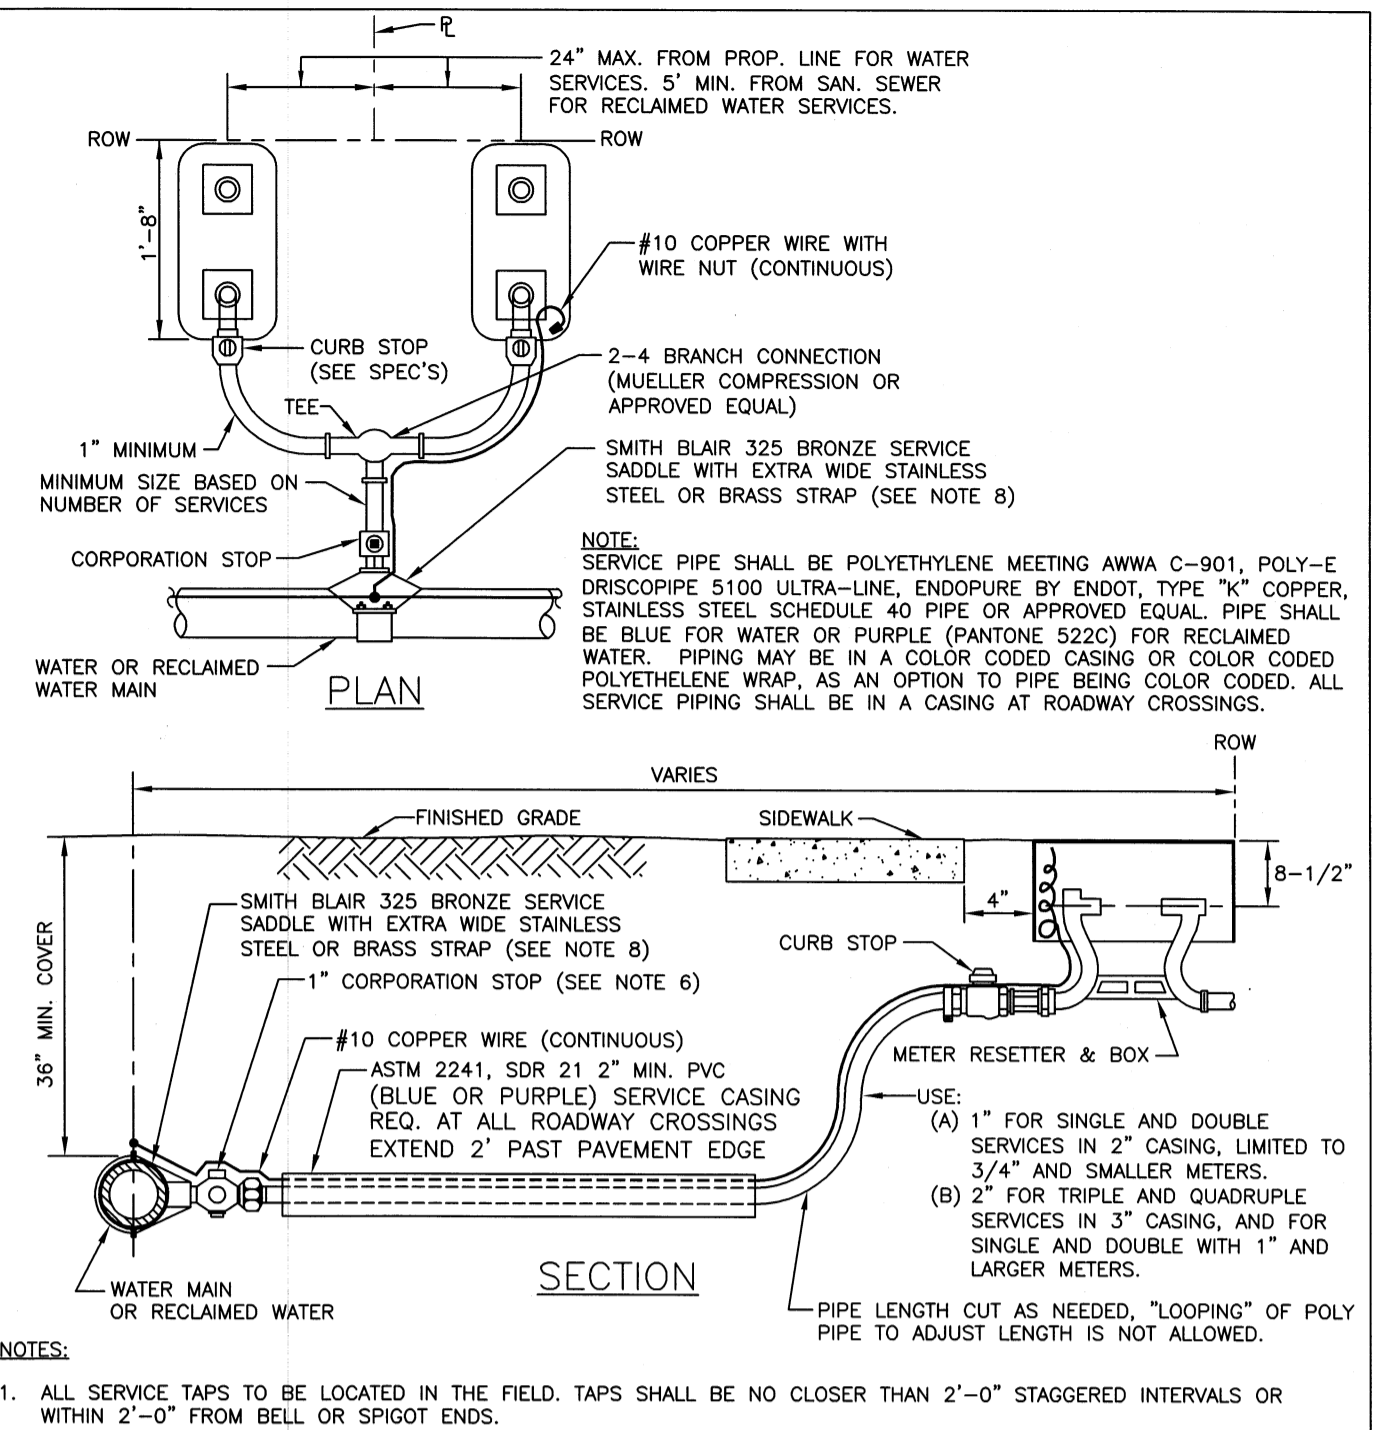 PL
24" MAX. FROM PROP. LINE FOR WATER
SERVICES. 5' MIN. FROM SAN. SEWER
FOR RECLAIMED WATER SERVICES.
ROW
ROW
1'-8"
#10 COPPER WIRE WITH
WIRE NUT (CONTINUOUS)
CURB STOP
(SEE SPEC'S)
2-4 BRANCH CONNECTION
(MUELLER COMPRESSION OR
APPROVED EQUAL)
TEE
1" MINIMUM
SMITH BLAIR 325 BRONZE SERVICE
SADDLE WITH EXTRA WIDE STAINLESS
STEEL OR BRASS STRAP (SEE NOTE 8)
MINIMUM SIZE BASED ON
NUMBER OF SERVICES
CORPORATION STOP
NOTE:
SERVICE PIPE SHALL BE POLYETHYLENE MEETING AWWA C-901, POLY-E
DRISCOPIPE 5100 ULTRA-LINE, ENDOPURE BY ENDOT, TYPE "K" COPPER,
STAINLESS STEEL SCHEDULE 40 PIPE OR APPROVED EQUAL. PIPE SHALL
BE BLUE FOR WATER OR PURPLE (PANTONE 522C) FOR RECLAIMED
WATER. PIPING MAY BE IN A COLOR CODED CASING OR COLOR CODED
POLYETHELENE WRAP, AS AN OPTION TO PIPE BEING COLOR CODED. ALL
SERVICE PIPING SHALL BE IN A CASING AT ROADWAY CROSSINGS.
WATER OR RECLAIMED
WATER MAIN
PLAN
ROW
VARIES
FINISHED GRADE
SIDEWALK
8-1/2"
4"
36" MIN. COVER
SMITH BLAIR 325 BRONZE SERVICE
SADDLE WITH EXTRA WIDE STAINLESS
STEEL OR BRASS STRAP (SEE NOTE 8)
CURB STOP
1" CORPORATION STOP (SEE NOTE 6)
#10 COPPER WIRE (CONTINUOUS)
METER RESETTER & BOX
ASTM 2241, SDR 21 2" MIN. PVC
(BLUE OR PURPLE) SERVICE CASING
REQ. AT ALL ROADWAY CROSSINGS
EXTEND 2' PAST PAVEMENT EDGE
USE:
(A) 1" FOR SINGLE AND DOUBLE
SERVICES IN 2" CASING, LIMITED TO
3/4" AND SMALLER METERS.
(B) 2" FOR TRIPLE AND QUADRUPLE
SERVICES IN 3" CASING, AND FOR
SINGLE AND DOUBLE WITH 1" AND
LARGER METERS.
SECTION
WATER MAIN
OR RECLAIMED WATER
PIPE LENGTH CUT AS NEEDED, "LOOPING" OF POLY
PIPE TO ADJUST LENGTH IS NOT ALLOWED.
NOTES:
1. ALL SERVICE TAPS TO BE LOCATED IN THE FIELD. TAPS SHALL BE NO CLOSER THAN 2'-0" STAGGERED INTERVALS OR
WITHIN 2'-0" FROM BELL OR SPIGOT ENDS.